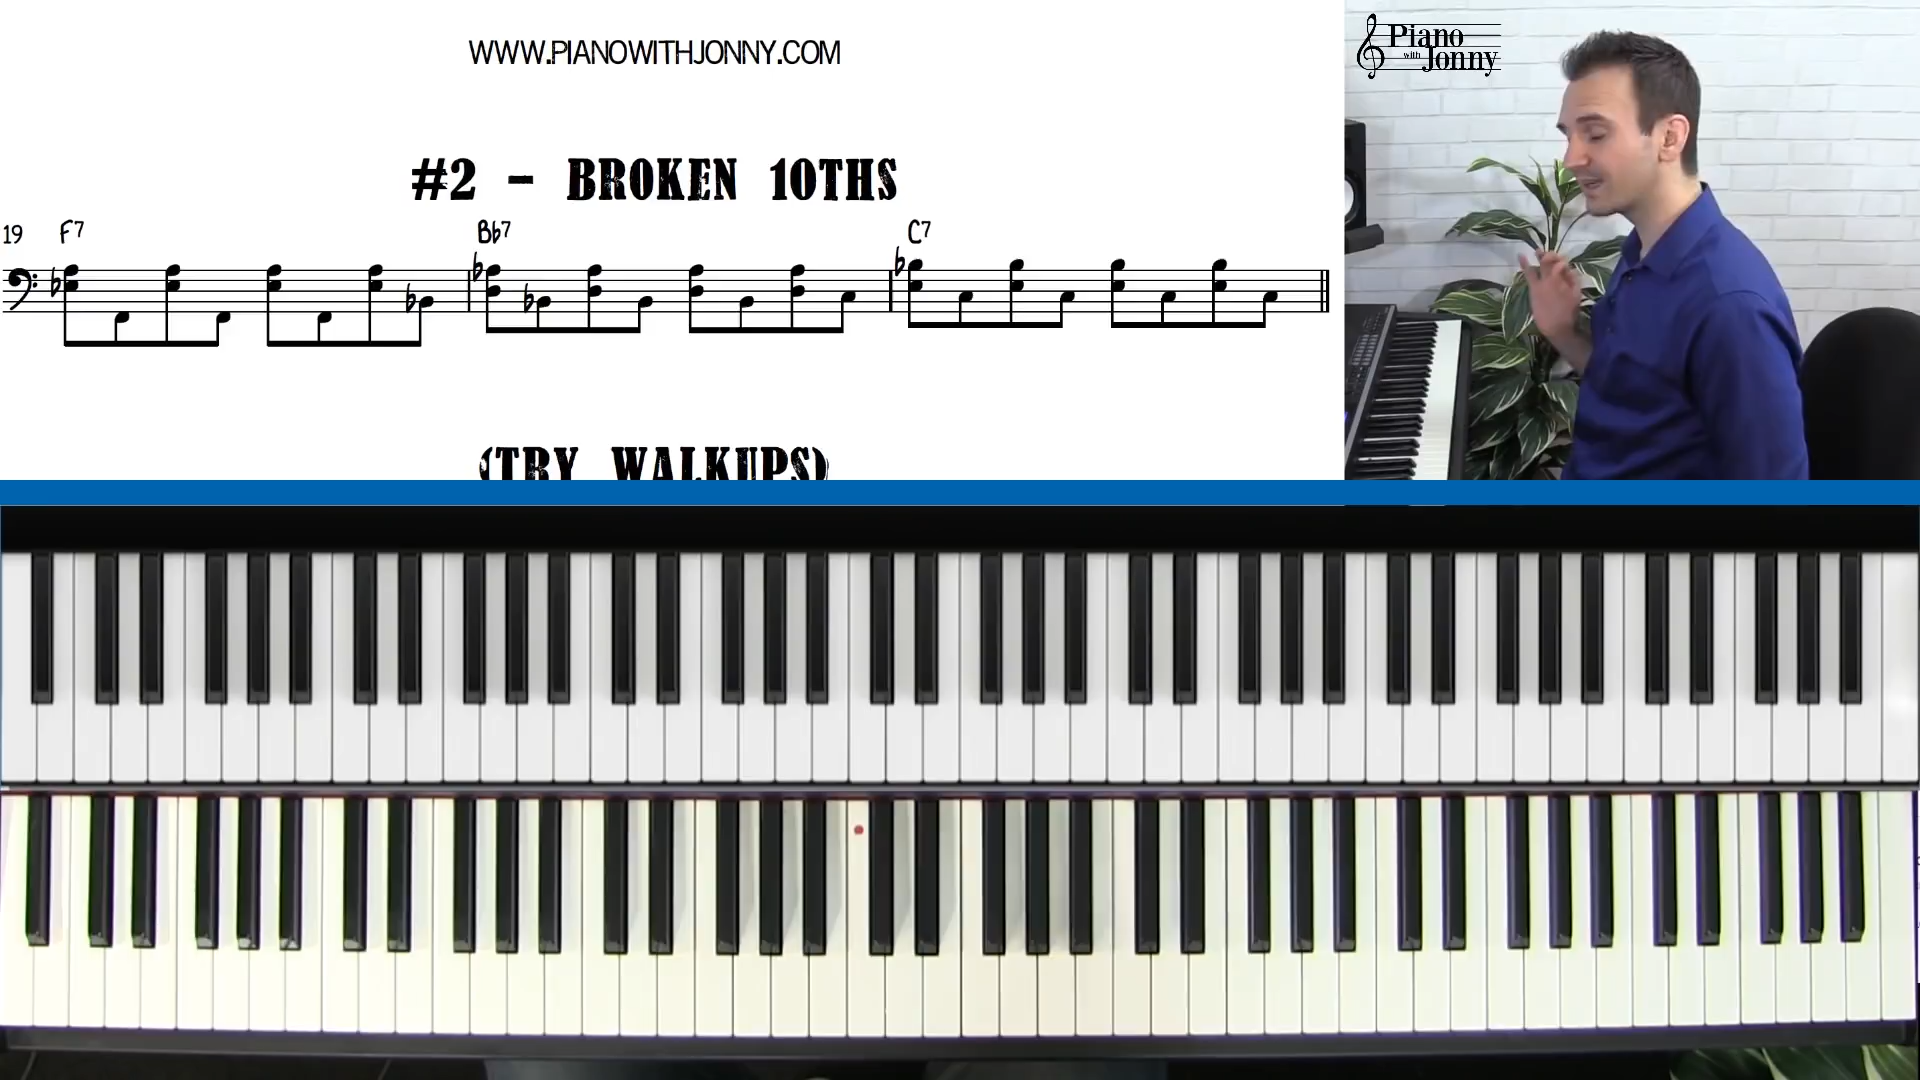 WWW.PIANOWITHJONNY.COM
Piano
with
Jonny
#2 - BROKEN 10THS
19 F7 Bb7 C7
(TRY WALKUPS)